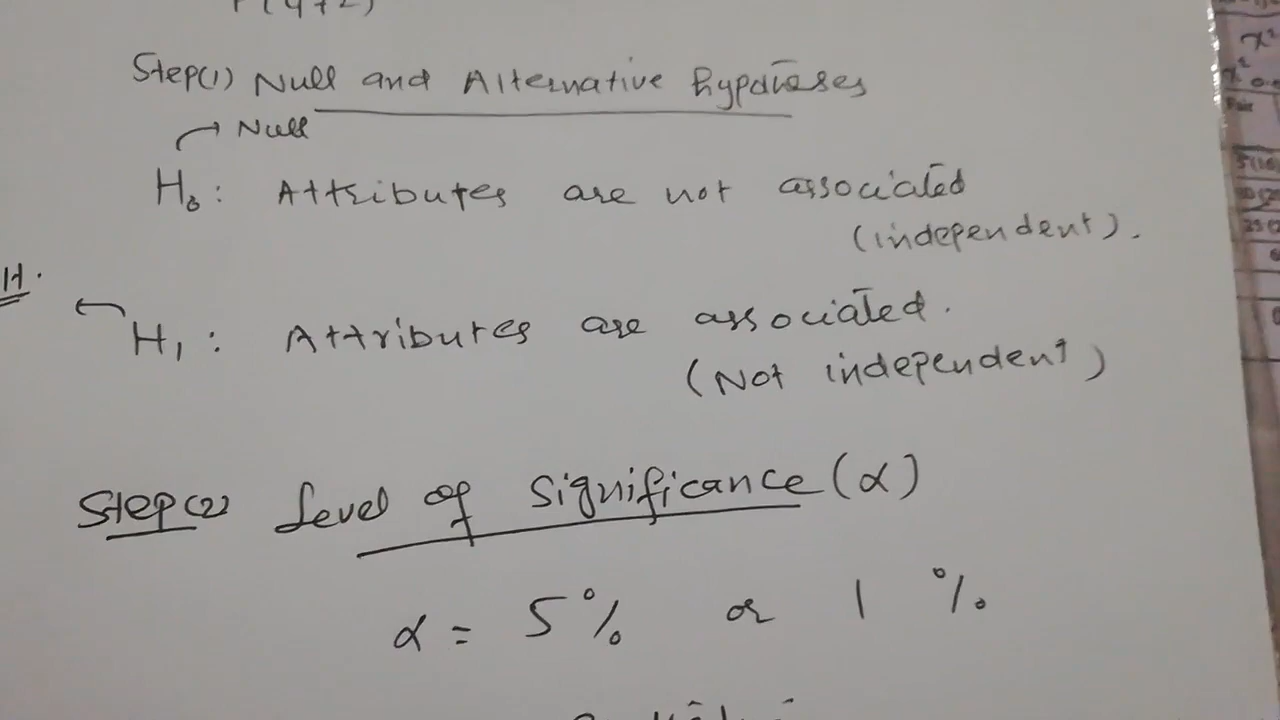 Step(1) Null and Alternative hypotheses
→ Null
H₀: Attributes are not associated
(independent).
H.
H₁: Attributes are associated.
(Not independent)
Step(2) Level of significance (α)
α = 5% or 1 %